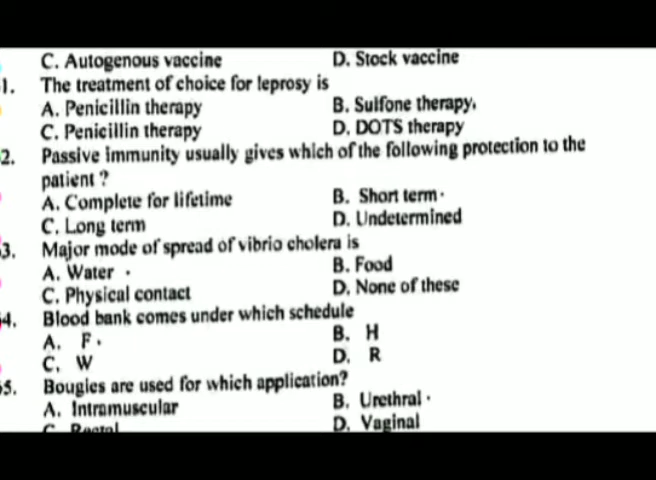 C. Autogenous vaccine D. Stock vaccine
1. The treatment of choice for leprosy is
A. Penicillin therapy B. Sulfone therapy.
C. Penicillin therapy D. DOTS therapy
2. Passive immunity usually gives which of the following protection to the
patient ?
A. Complete for lifetime B. Short term ·
C. Long term D. Undetermined
3. Major mode of spread of vibrio cholera is
A. Water · B. Food
C. Physical contact D. None of these
4. Blood bank comes under which schedule
A. F · B. H
C. W D. R
5. Bougies are used for which application?
A. Intramuscular B. Urethral ·
C. Rectal D. Vaginal